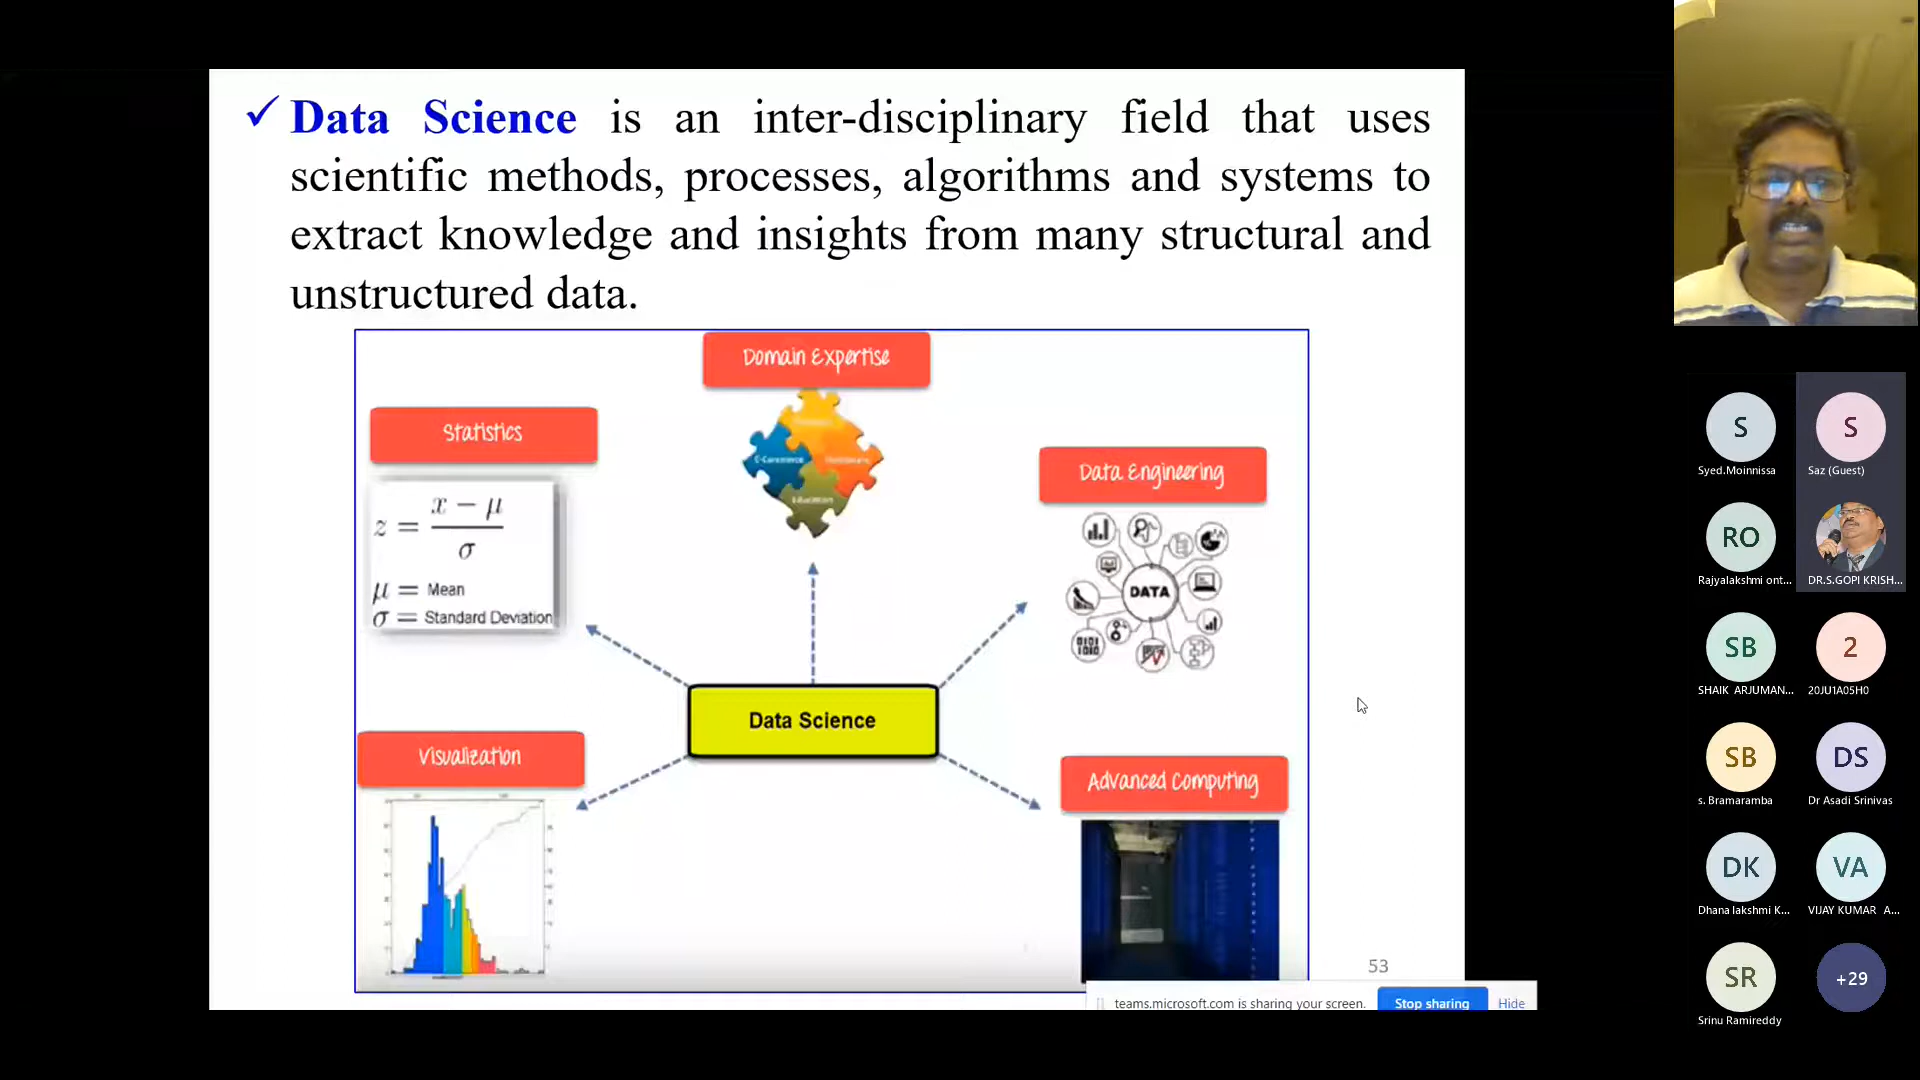 ✓ Data Science is an inter-disciplinary field that uses
scientific methods, processes, algorithms and systems to
extract knowledge and insights from many structural and
unstructured data.
Domain Expertise
E-Commerce
Education
Statistics
z = x − μ / σ
μ = Mean
σ = Standard Deviation
Data Engineering
DATA
0101
1010
Data Science
Visualization
Advanced Computing
53
teams.microsoft.com is sharing your screen.
Stop sharing
Hide
S
Syed.Moinnissa
S
Saz (Guest)
RO
Rajyalakshmi ont...
DR.S.GOPI KRISH...
SB
SHAIK ARJUMAN...
2
20JU1A05H0
SB
s. Bramaramba
DS
Dr Asadi Srinivas
DK
Dhana lakshmi K...
VA
VIJAY KUMAR A...
SR
Srinu Ramireddy
+29